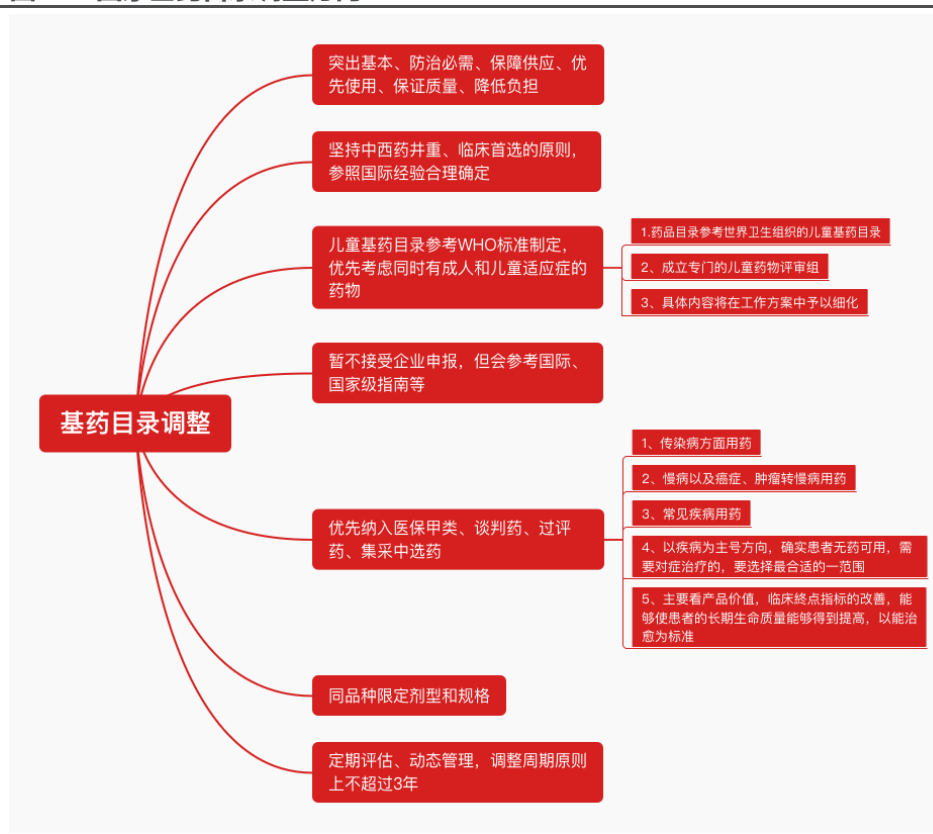 突出基本、防治必需、保障供应、优
先使用、保证质量、降低负担
坚持中西药井重、临床首选的原则，
参照国际经验合理确定
儿童基药目录参考WHO标准制定，
优先考虑同时有成人和儿童适应症的
药物
1.药品目录参考世界卫生组织的儿童基药目录
2、成立专门的儿童药物评审组
3、具体内容将在工作方案中予以细化
暂不接受企业申报，但会参考国际、
国家级指南等
基药目录调整
优先纳入医保甲类、谈判药、过评
药、集采中选药
1、传染病方面用药
2、慢病以及癌症、肿瘤转慢病用药
3、常见疾病用药
4、以疾病为主号方向，确实患者无药可用，需
要对症治疗的，要选择最合适的一范围
5、主要看产品价值，临床終点指标的改善，能
够使患者的长期生命质量能够得到提高，以能治
愈为标准
同品种限定剂型和规格
定期评估、动态管理，调整周期原则
上不超过3年